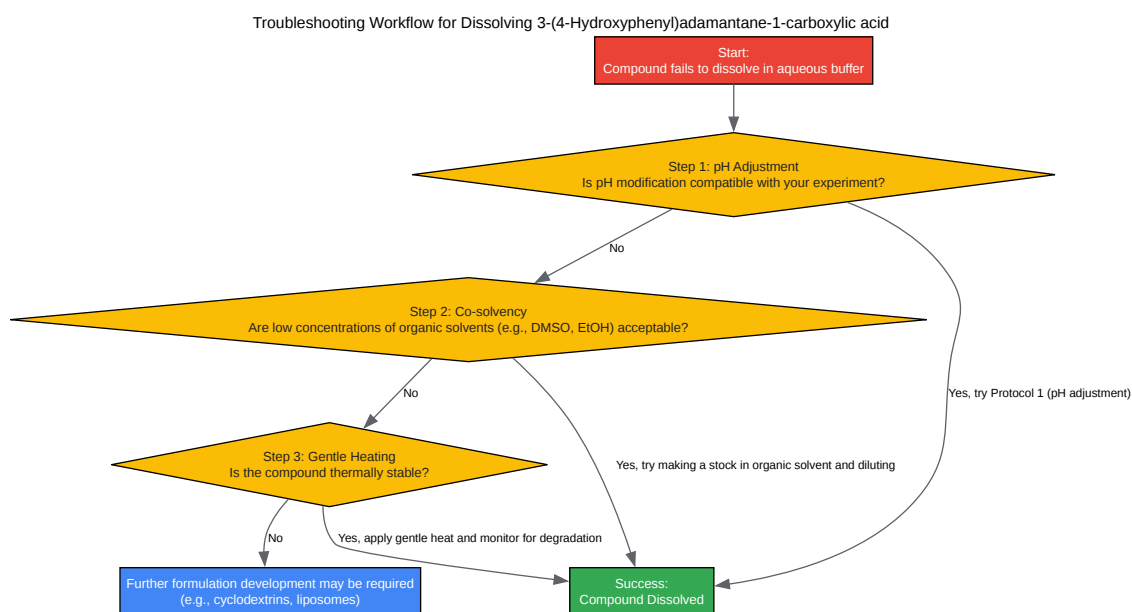 Troubleshooting Workflow for Dissolving 3-(4-Hydroxyphenyl)adamantane-1-carboxylic acid
Start:
Compound fails to dissolve in aqueous buffer
Step 1: pH Adjustment
Is pH modification compatible with your experiment?
No
Step 2: Co-solvency
Are low concentrations of organic solvents (e.g., DMSO, EtOH) acceptable?
No
Yes, try Protocol 1 (pH adjustment)
Step 3: Gentle Heating
Is the compound thermally stable?
Yes, try making a stock in organic solvent and diluting
No
Yes, apply gentle heat and monitor for degradation
Further formulation development may be required
(e.g., cyclodextrins, liposomes)
Success:
Compound Dissolved